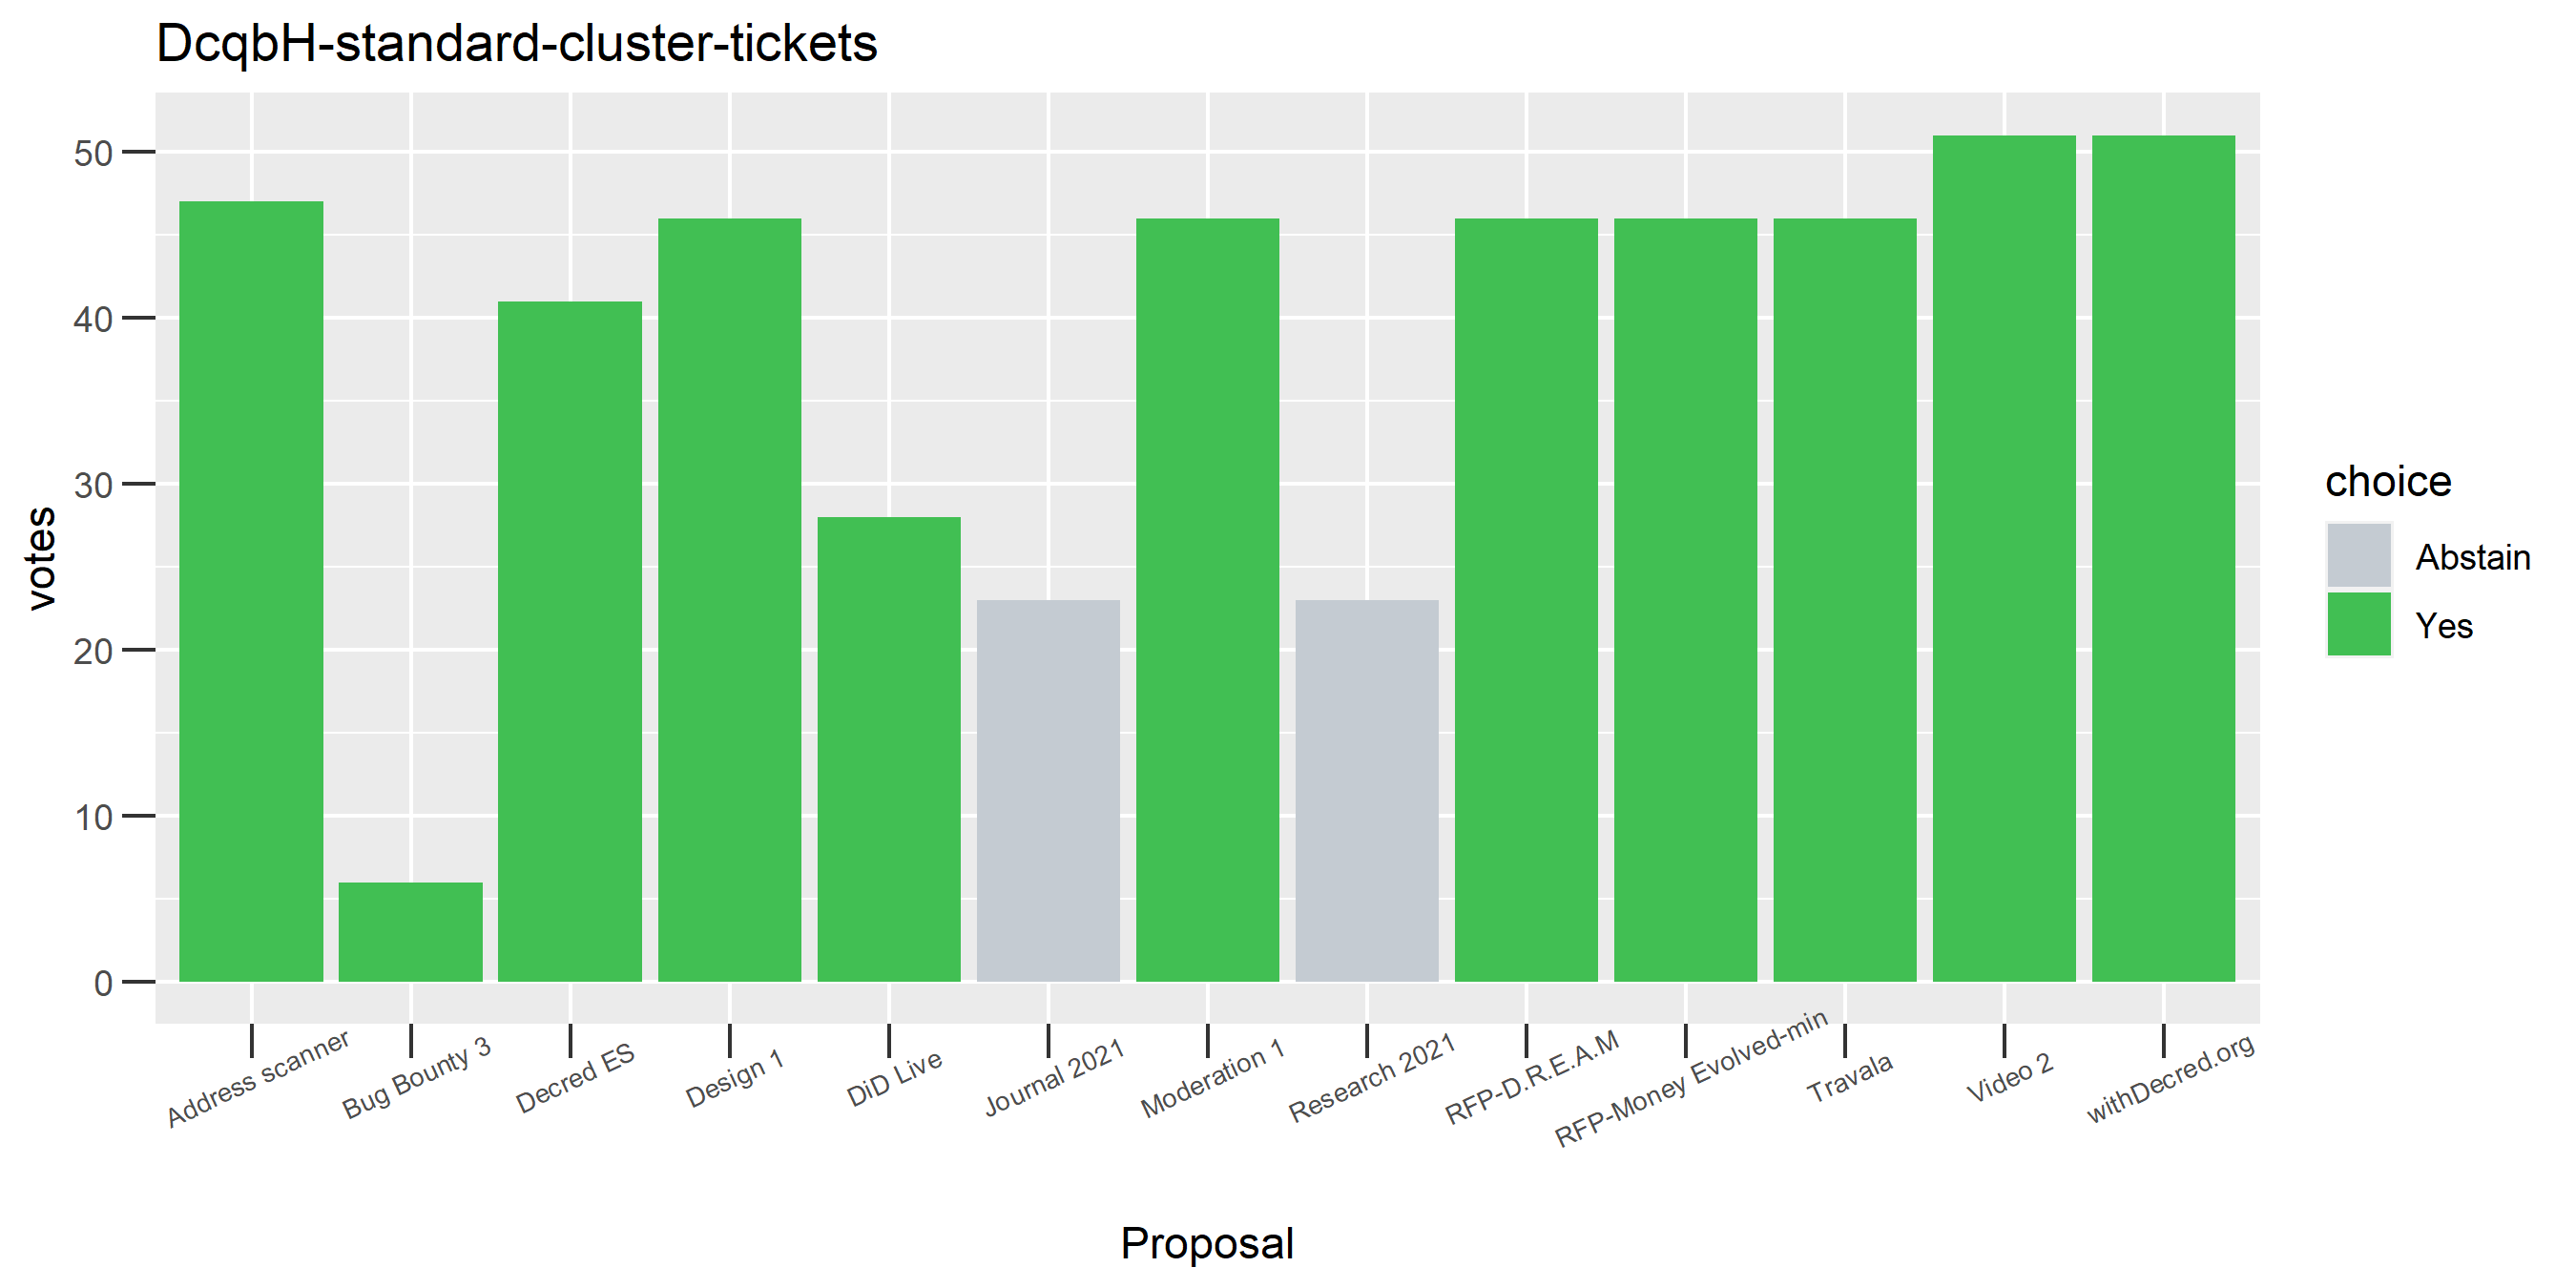 DcqbH-standard-cluster-tickets
votes
50
40
30
20
10
0
Address scanner
Bug Bounty 3
Decred ES
Design 1
DiD Live
Journal 2021
Moderation 1
Research 2021
RFP-D.R.E.A.M
RFP-Money Evolved-min
Travala
Video 2
withDecred.org
Proposal
choice
Abstain
Yes